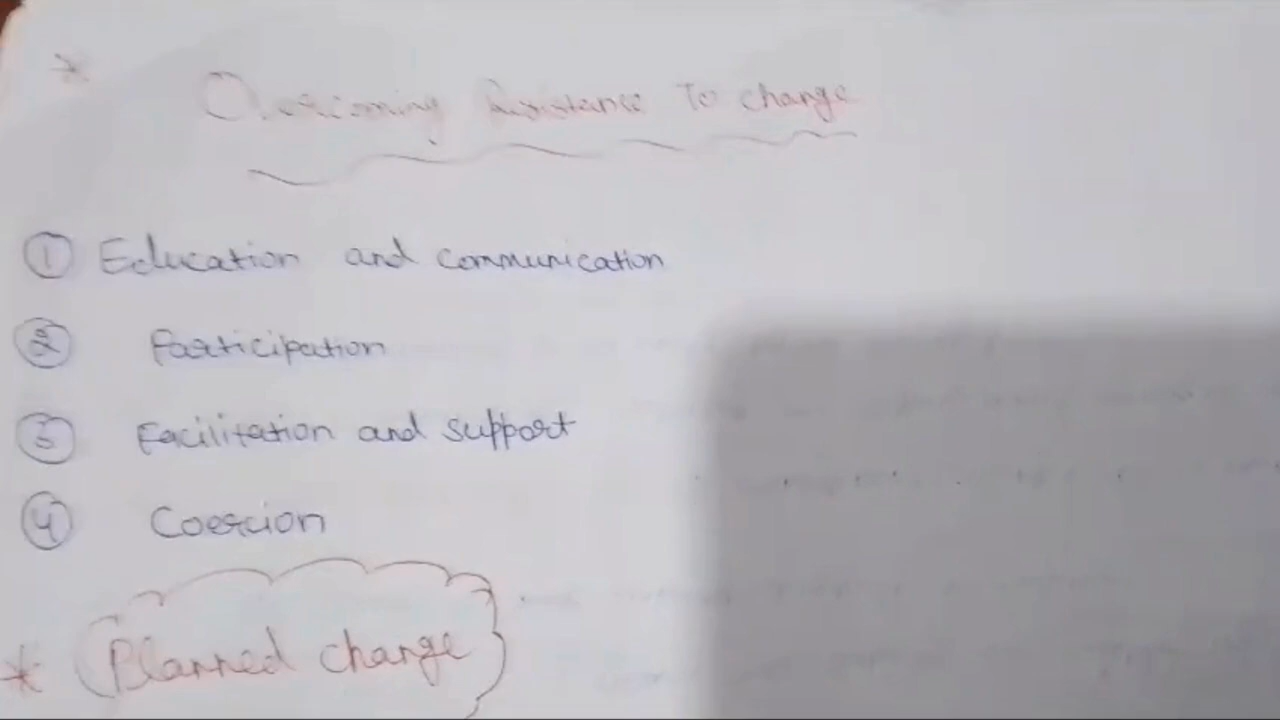 * Overcoming Resistance To change
① Education and communication
② Participation
③ Facilitation and support
④ Coercion
* Planned change